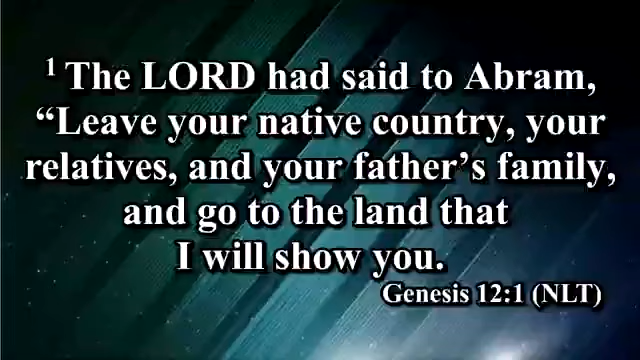 1 The LORD had said to Abram,
“Leave your native country, your
relatives, and your father’s family,
and go to the land that
I will show you.
Genesis 12:1 (NLT)